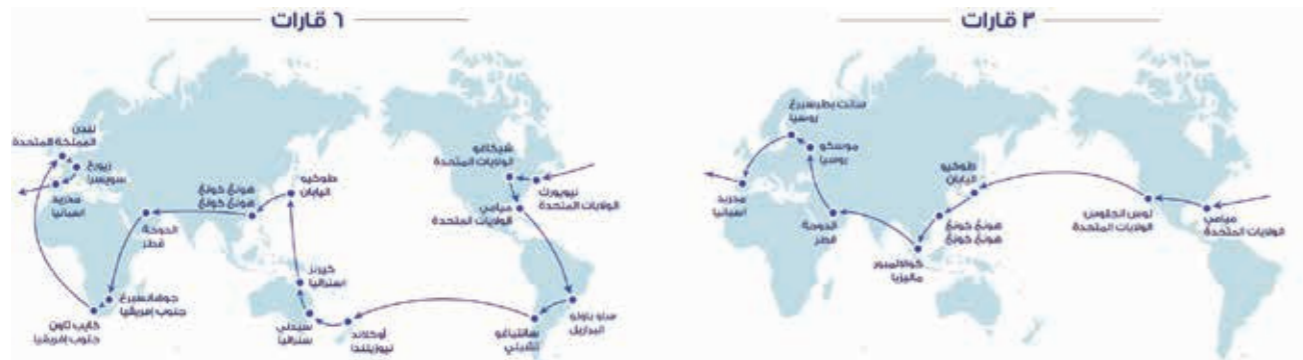 ٣ قارات
سانت بطرسبرغ
روسيا
موسكو
روسيا
مدريد
اسبانيا
الدوحة
قطر
طوكيو
اليابان
هونغ كونغ
هونغ كونغ
كوالالمبور
ماليزيا
لوس انجلوس
الولايات المتحدة
ميامي
الولايات المتحدة
٦ قارات
لندن
المملكة المتحدة
زيورخ
سويسرا
مدريد
اسبانيا
الدوحة
قطر
هونغ كونغ
هونغ كونغ
طوكيو
اليابان
شيكاغو
الولايات المتحدة
نيويورك
الولايات المتحدة
ميامي
الولايات المتحدة
كيرنز
استراليا
سيدني
ستراليا
أوكلاند
نيوزيلندا
سانتياغو
تشيلي
ساو باولو
البرازيل
جوهانسبرغ
جنوب إفريقيا
كايب تاون
جنوب إفريقيا